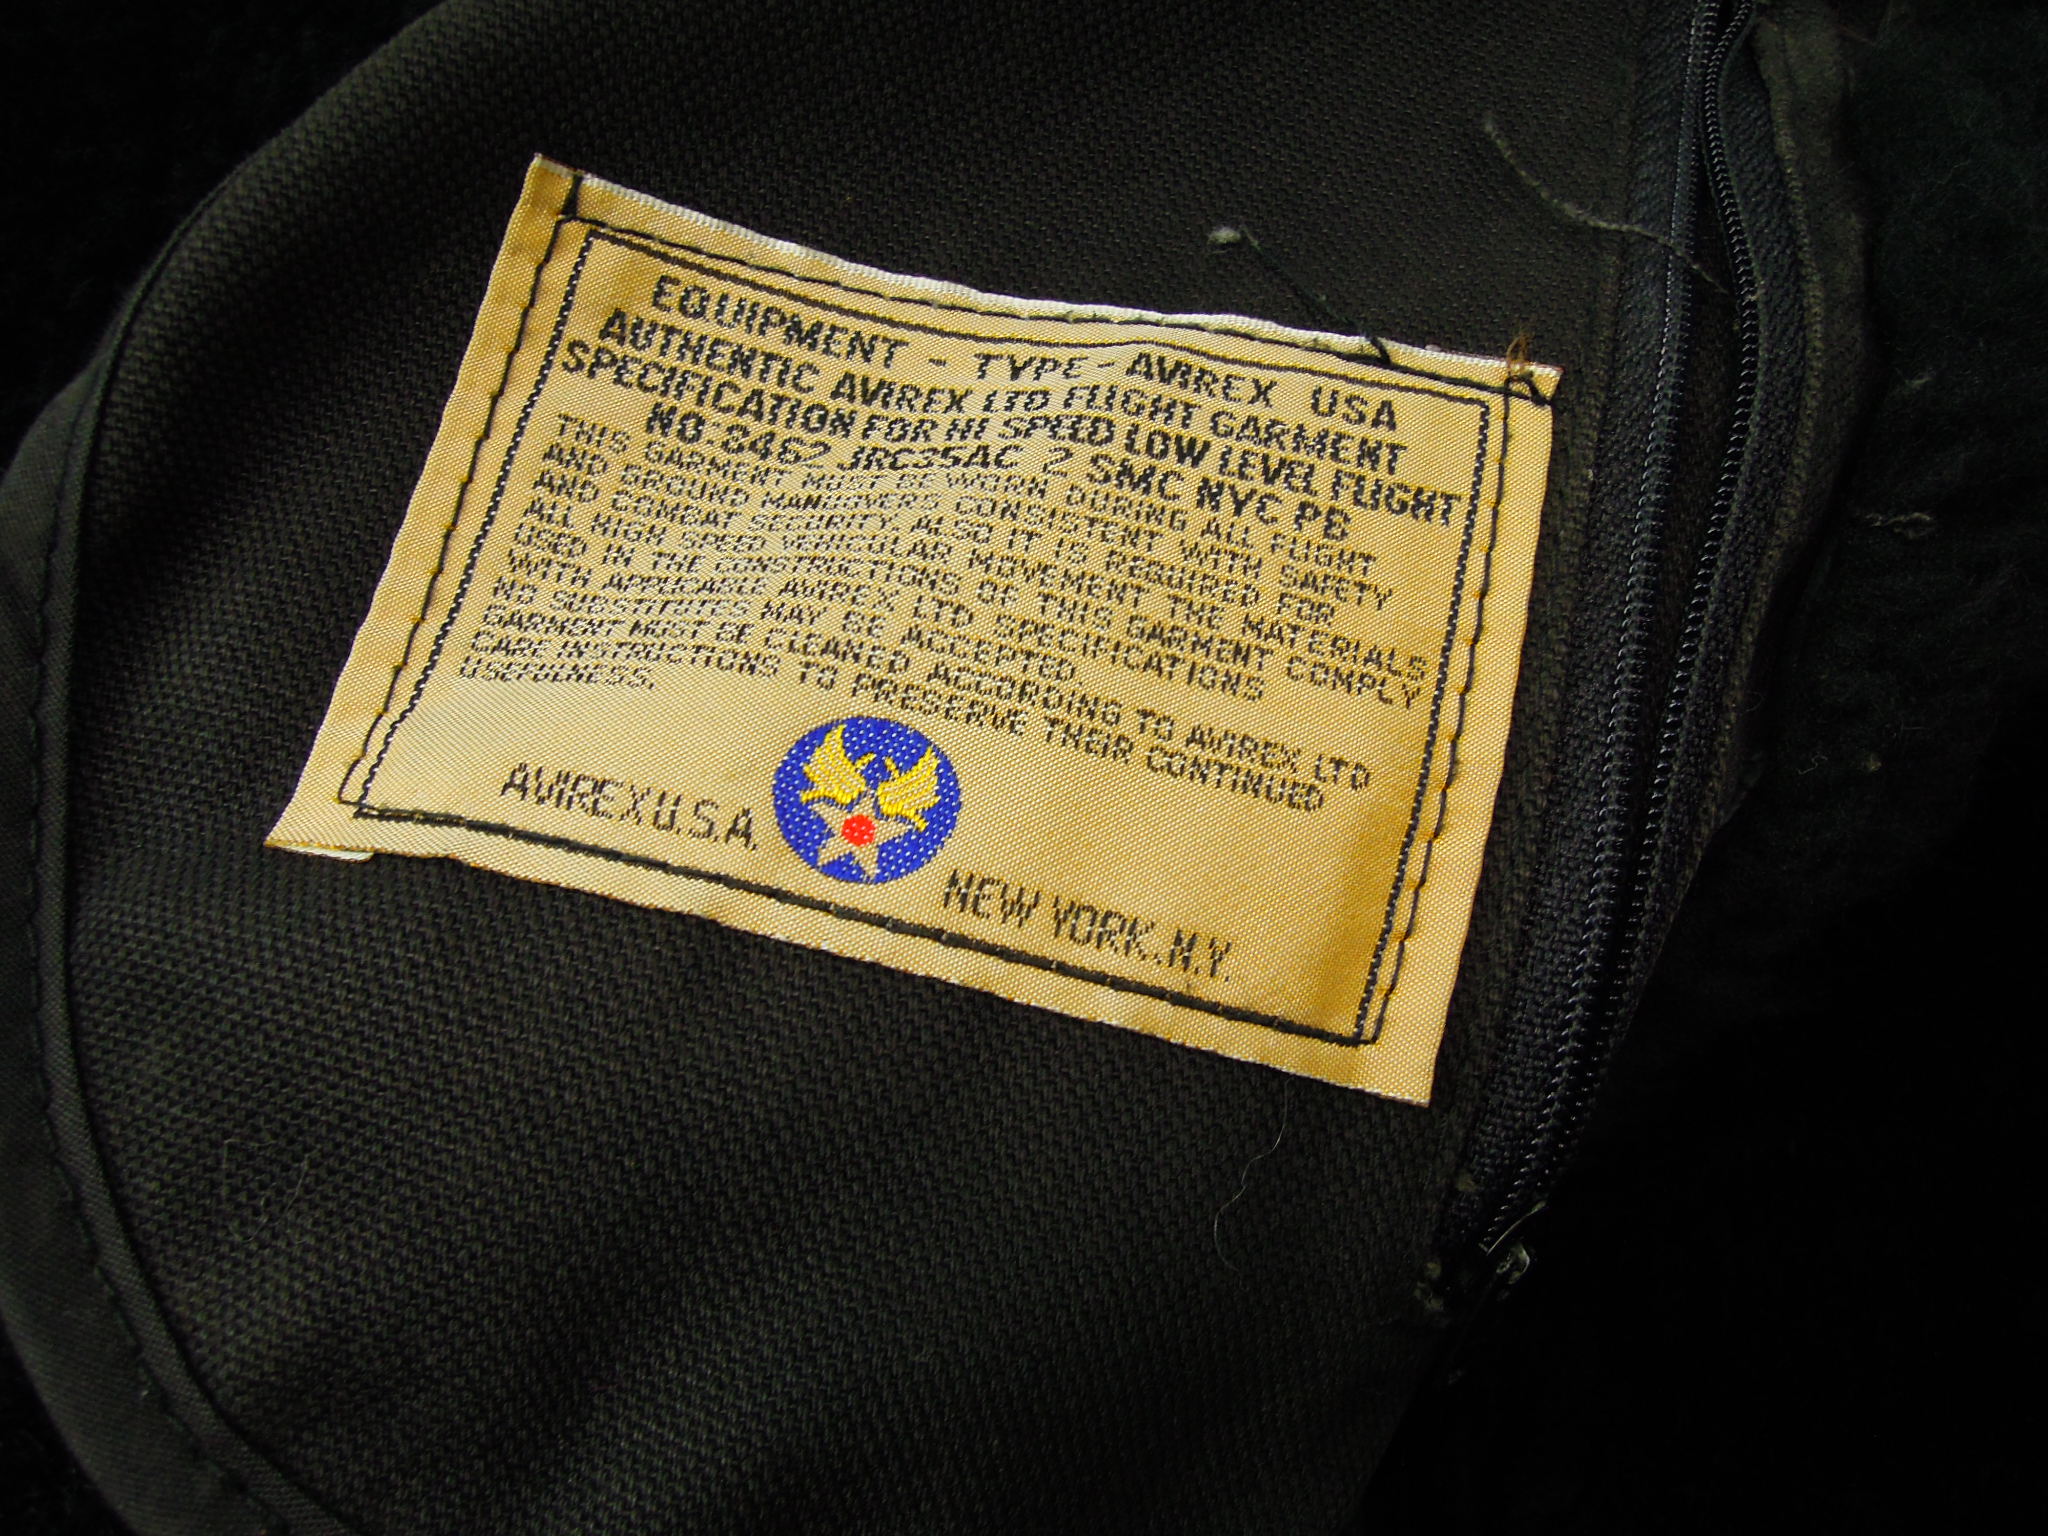 EQUIPMENT - TYPE - AVIREX USA
AUTHENTIC AVIREX LTD FLIGHT GARMENT
SPECIFICATION FOR HI SPEED LOW LEVEL FLIGHT
NO: 3462 JRC35AC 2 SMC NYC PB
THIS GARMENT MUST BE WORN DURING ALL FLIGHT
AND GROUND MANUVERS CONSISTENT WITH SAFETY
AND COMBAT SECURITY. ALSO IT IS REQUIRED FOR
ALL HIGH SPEED VEHICULAR MOVEMENT THE MATERIALS
USED IN THE CONSTRUCTIONS OF THIS GARMENT COMPLY
WITH APPLICABLE AVIREX LTD SPECIFICATIONS
NO SUBSTITUTES MAY BE ACCEPTED
GARMENT MUST BE CLEANED ACCORDING TO AVIREX LTD
CARE INSTRUCTIONS TO PRESERVE THEIR CONTINUED
USEFULNESS.
AVIREX U.S.A. NEW YORK.N.Y.